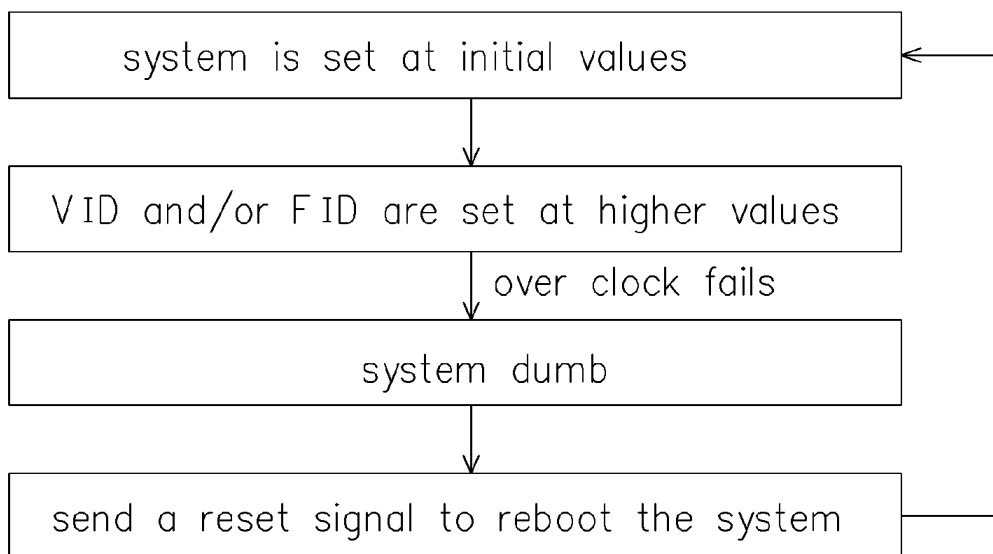 system is set at initial values
VID and/or FID are set at higher values
over clock fails
system dumb
send a reset signal to reboot the system